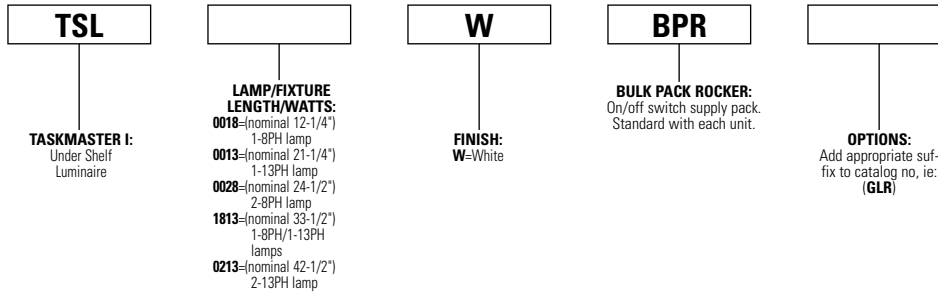 TSL
W
BPR
TASKMASTER I:
Under Shelf
Luminaire
LAMP/FIXTURE
LENGTH/WATTS:
0018=(nominal 12-1/4")
1-8PH lamp
0013=(nominal 21-1/4")
1-13PH lamp
0028=(nominal 24-1/2")
2-8PH lamp
1813=(nominal 33-1/2")
1-8PH/1-13PH
lamps
0213=(nominal 42-1/2")
2-13PH lamp
FINISH:
W=White
BULK PACK ROCKER:
On/off switch supply pack.
Standard with each unit.
OPTIONS:
Add appropriate suf-
fix to catalog no, ie:
(GLR)